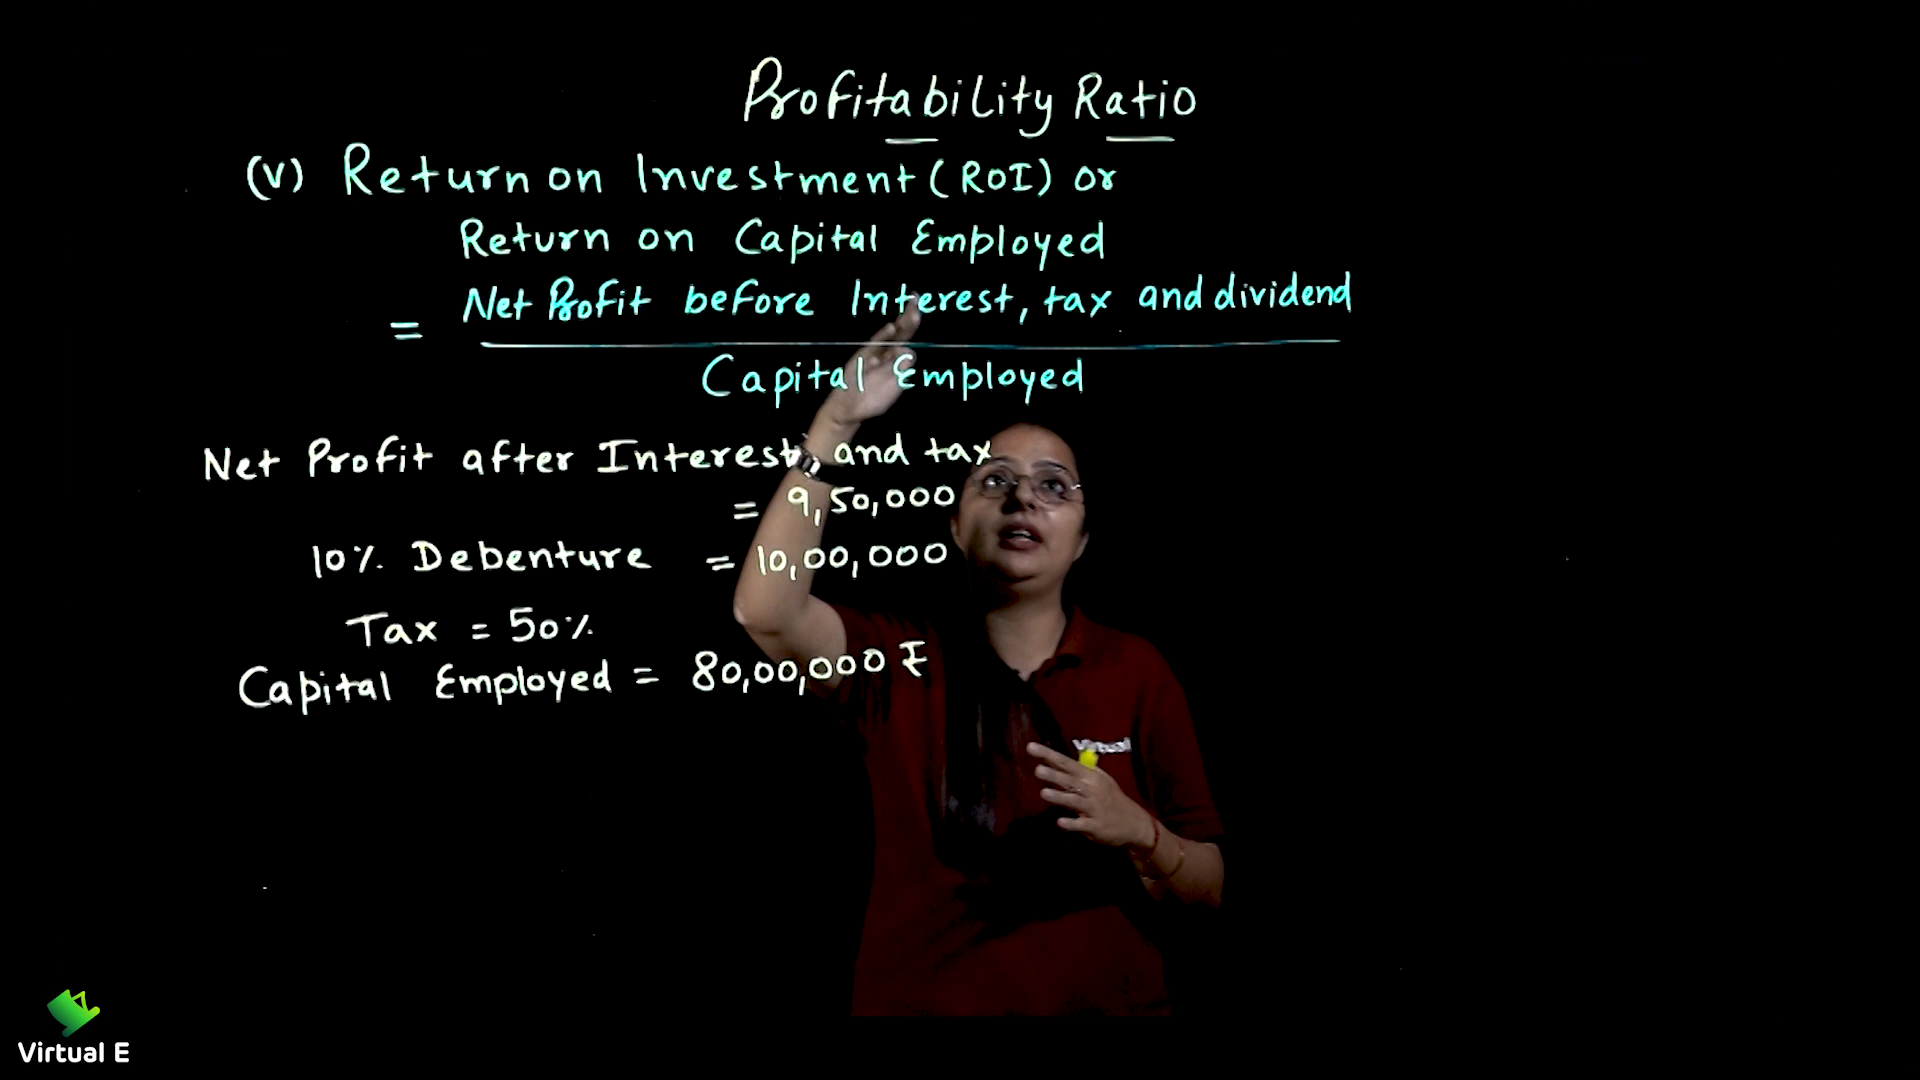 Profitability Ratio
(V) Return on Investment (ROI) or
Return on Capital Employed
= Net Profit before Interest, tax and dividend
Capital Employed
Net Profit after Interest and tax
= 9,50,000
10% Debenture = 10,00,000
Tax = 50%
Capital Employed = 80,00,000 ₹
Virtual
Virtual E